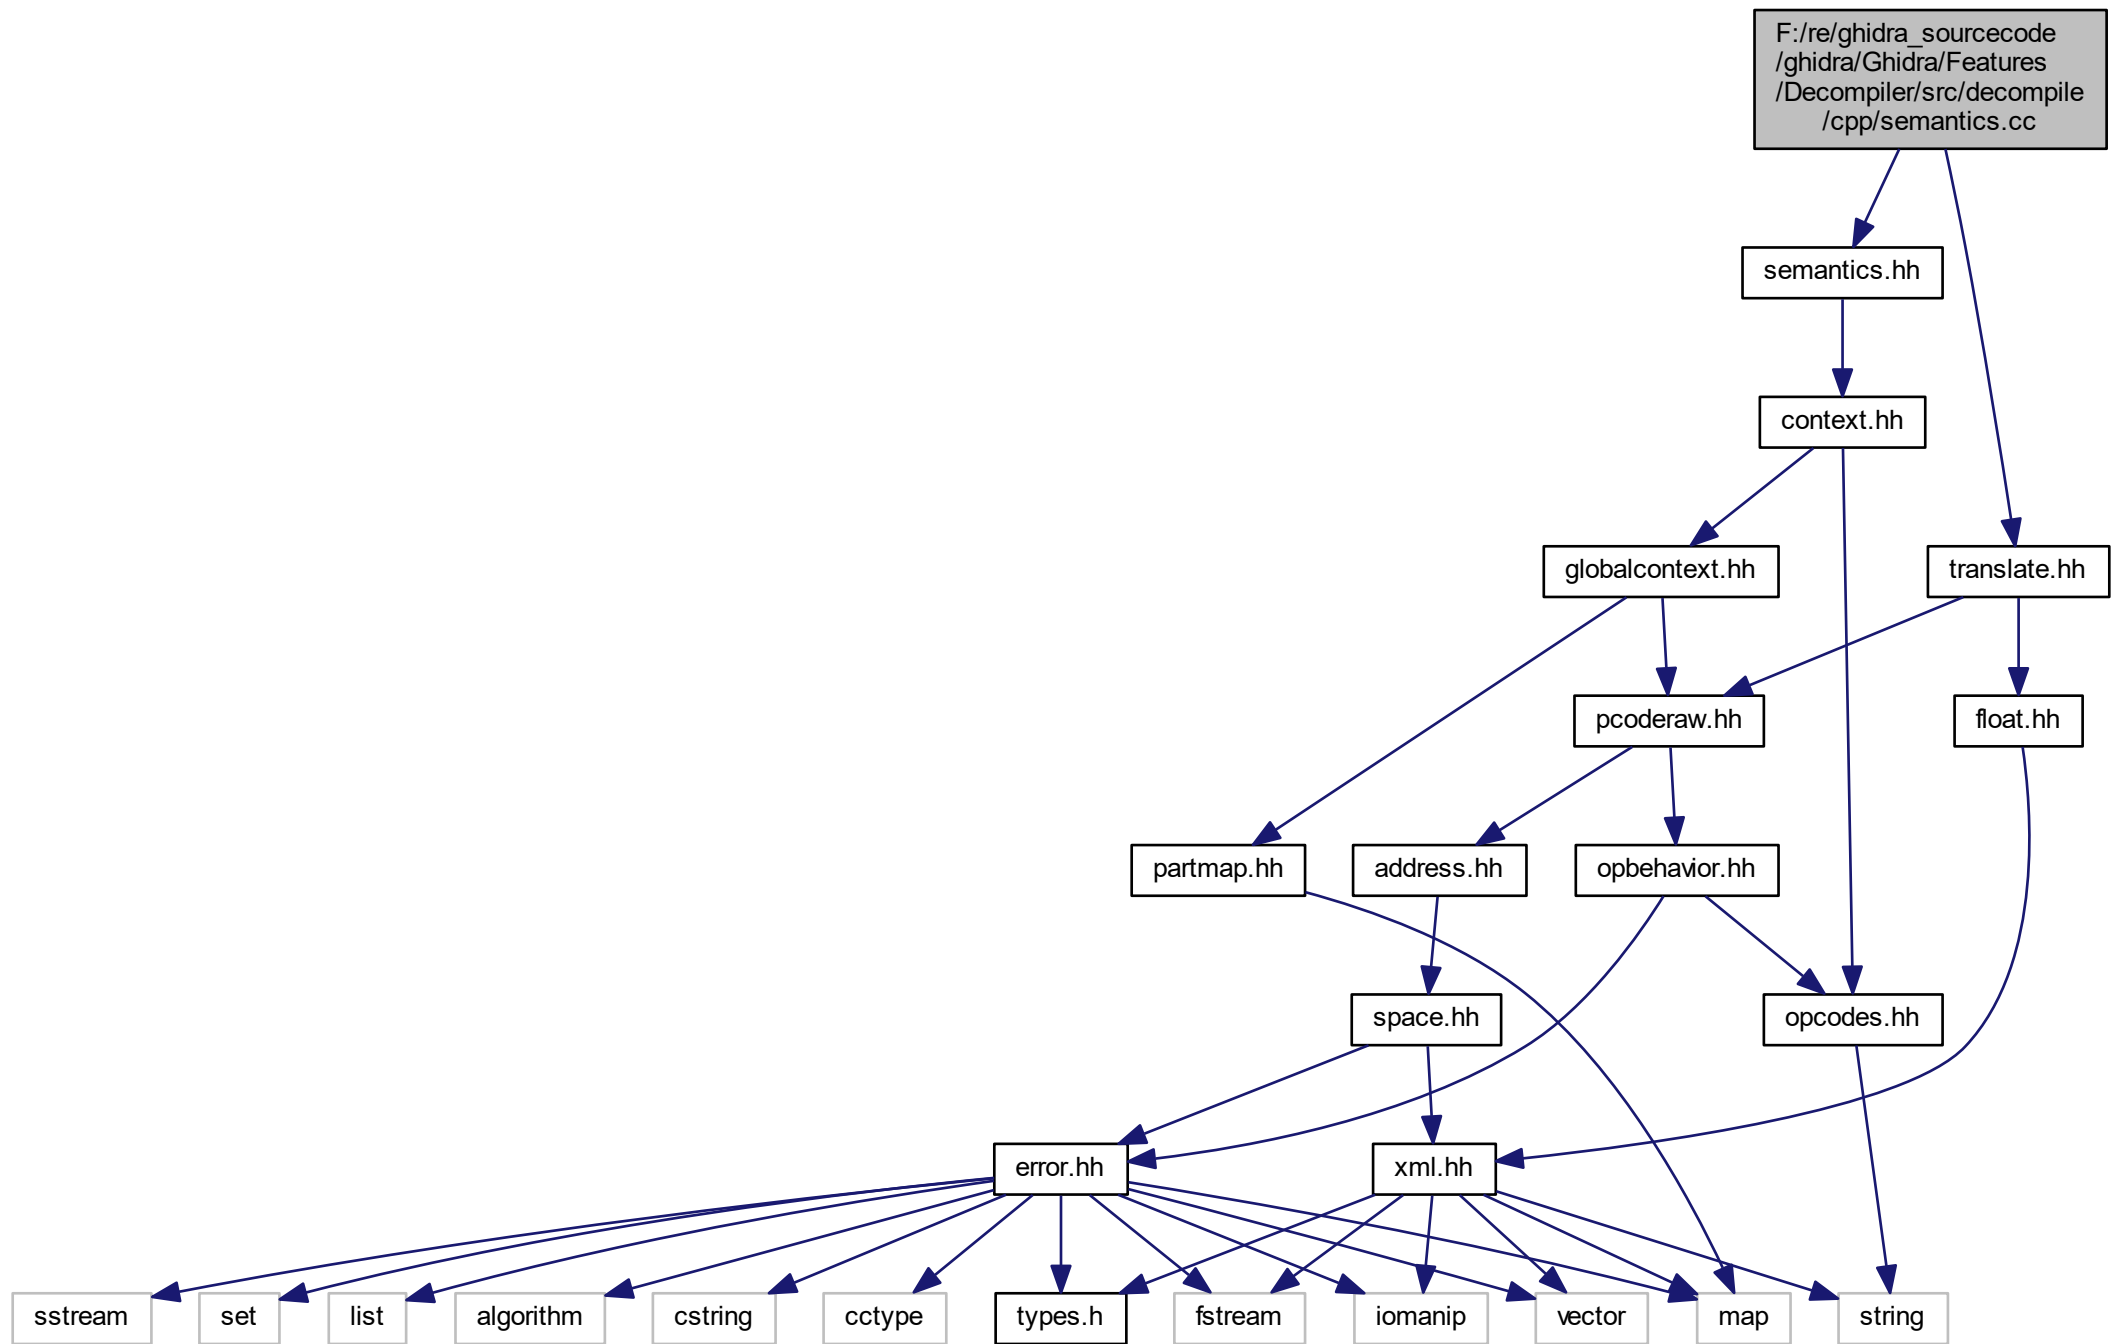 F:/re/ghidra_sourcecode
/ghidra/Ghidra/Features
/Decompiler/src/decompile
/cpp/semantics.cc
semantics.hh
context.hh
globalcontext.hh
translate.hh
pcoderaw.hh
float.hh
partmap.hh
address.hh
opbehavior.hh
space.hh
opcodes.hh
error.hh
xml.hh
sstream
set
list
algorithm
cstring
cctype
types.h
fstream
iomanip
vector
map
string